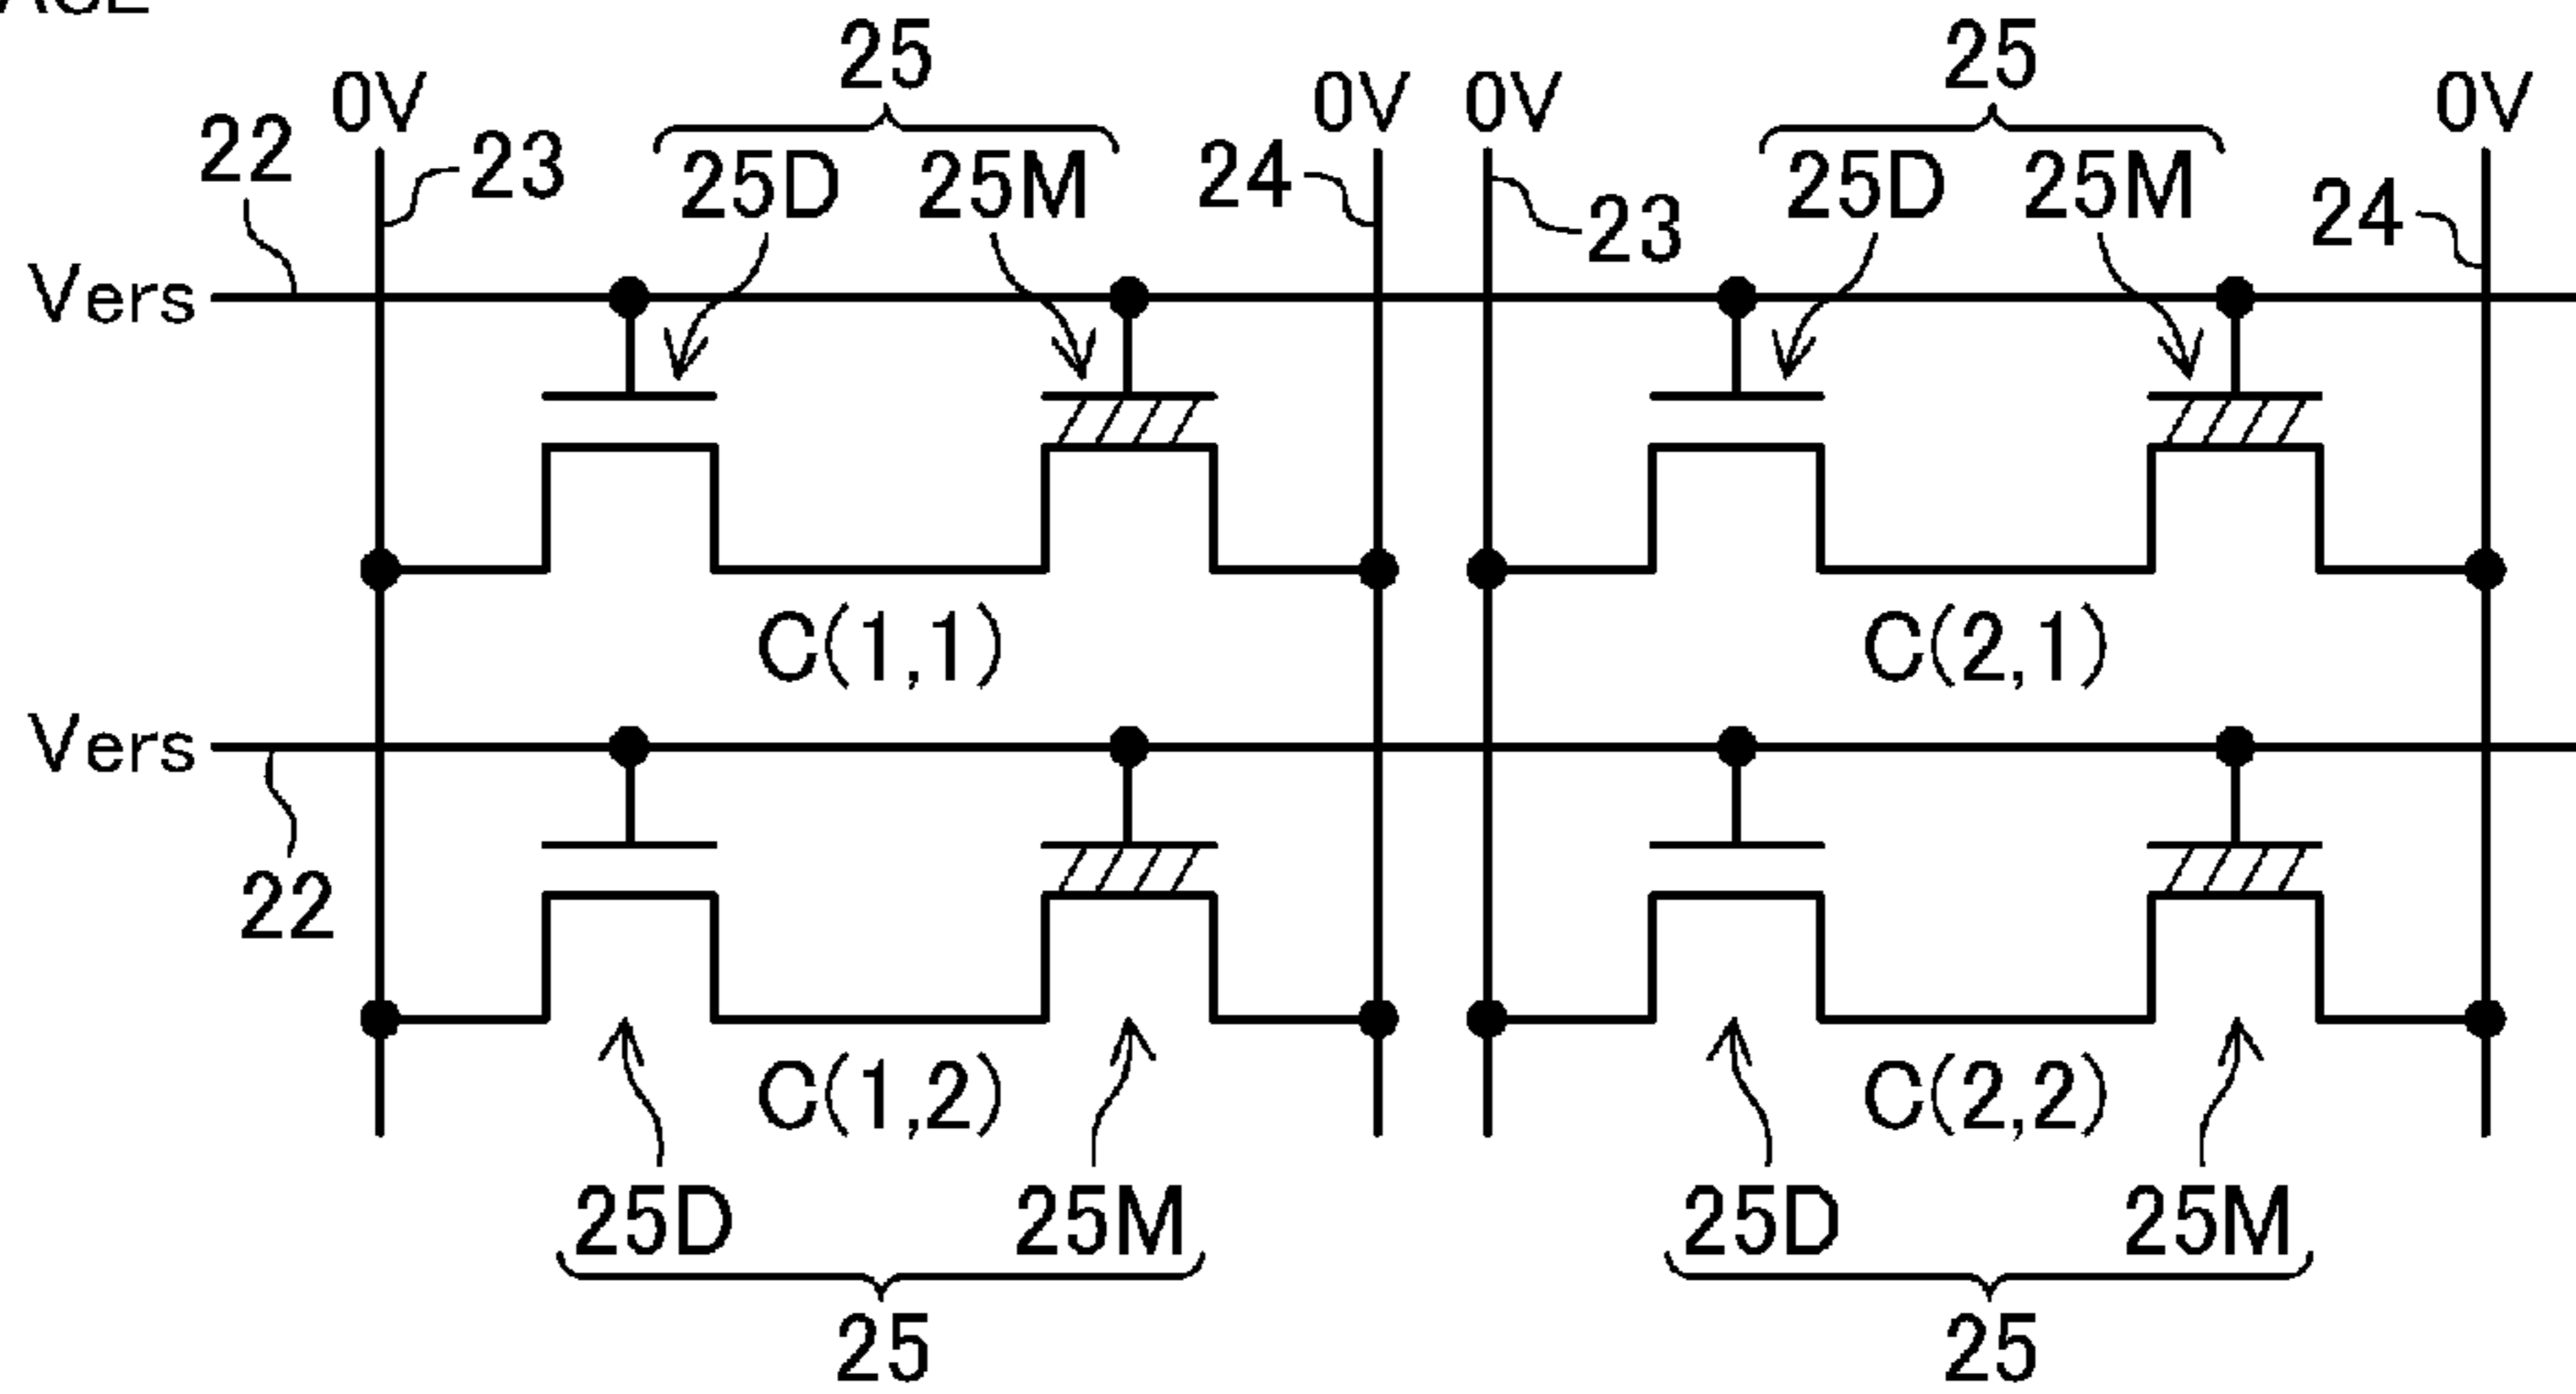 25 25
0V 0V 0V 0V
22 23 25D 25M 24 23 25D 25M 24
Vers
C(1,1) C(2,1)
Vers
22
C(1,2) C(2,2)
25D 25M 25D 25M
25 25